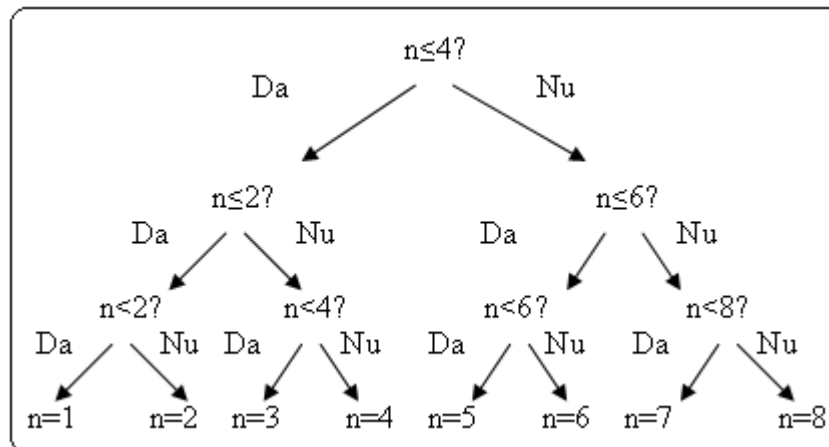 n≤4?
Da Nu
n≤2? n≤6?
Da Nu Da Nu
n<2? n<4? n<6? n<8?
Da Nu Da Nu Da Nu Da Nu
n=1 n=2 n=3 n=4 n=5 n=6 n=7 n=8